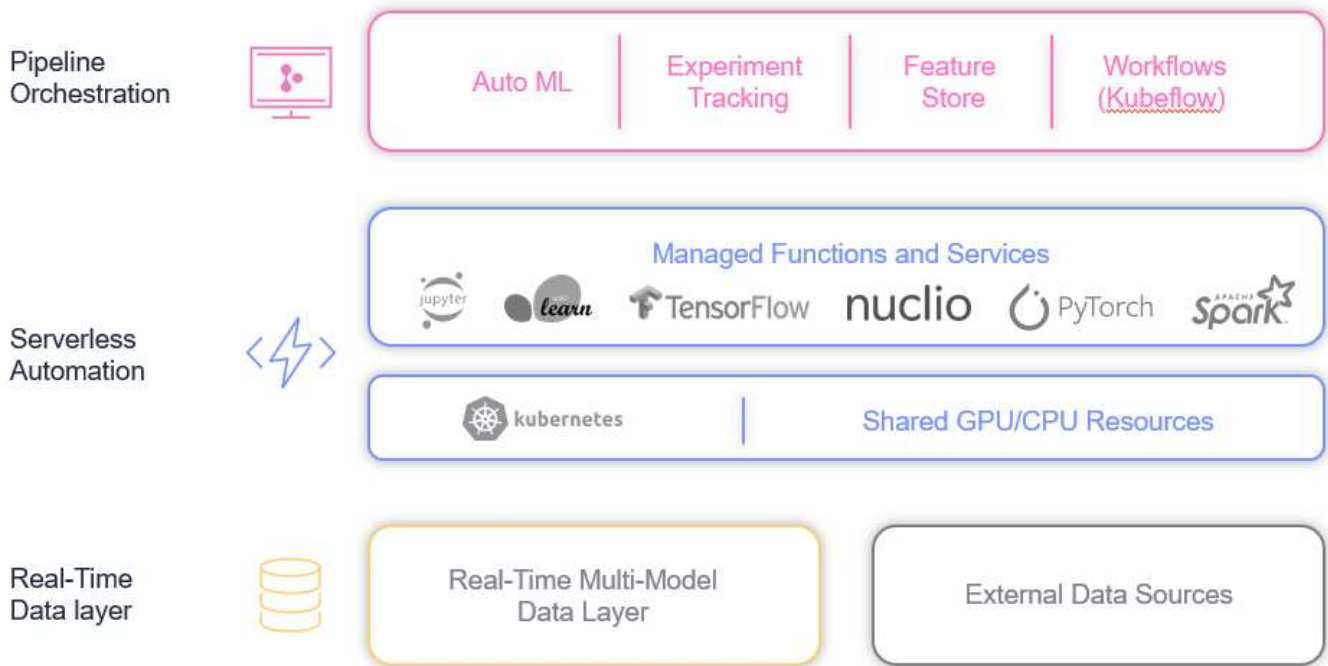 Pipeline
Orchestration
Auto ML
Experiment
Tracking
Feature
Store
Workflows
(Kubeflow)
Serverless
Automation
Managed Functions and Services
jupyter
learn
TensorFlow
nuclio
PyTorch
APACHE
Spark
kubernetes
Shared GPU/CPU Resources
Real-Time
Data layer
Real-Time Multi-Model
Data Layer
External Data Sources